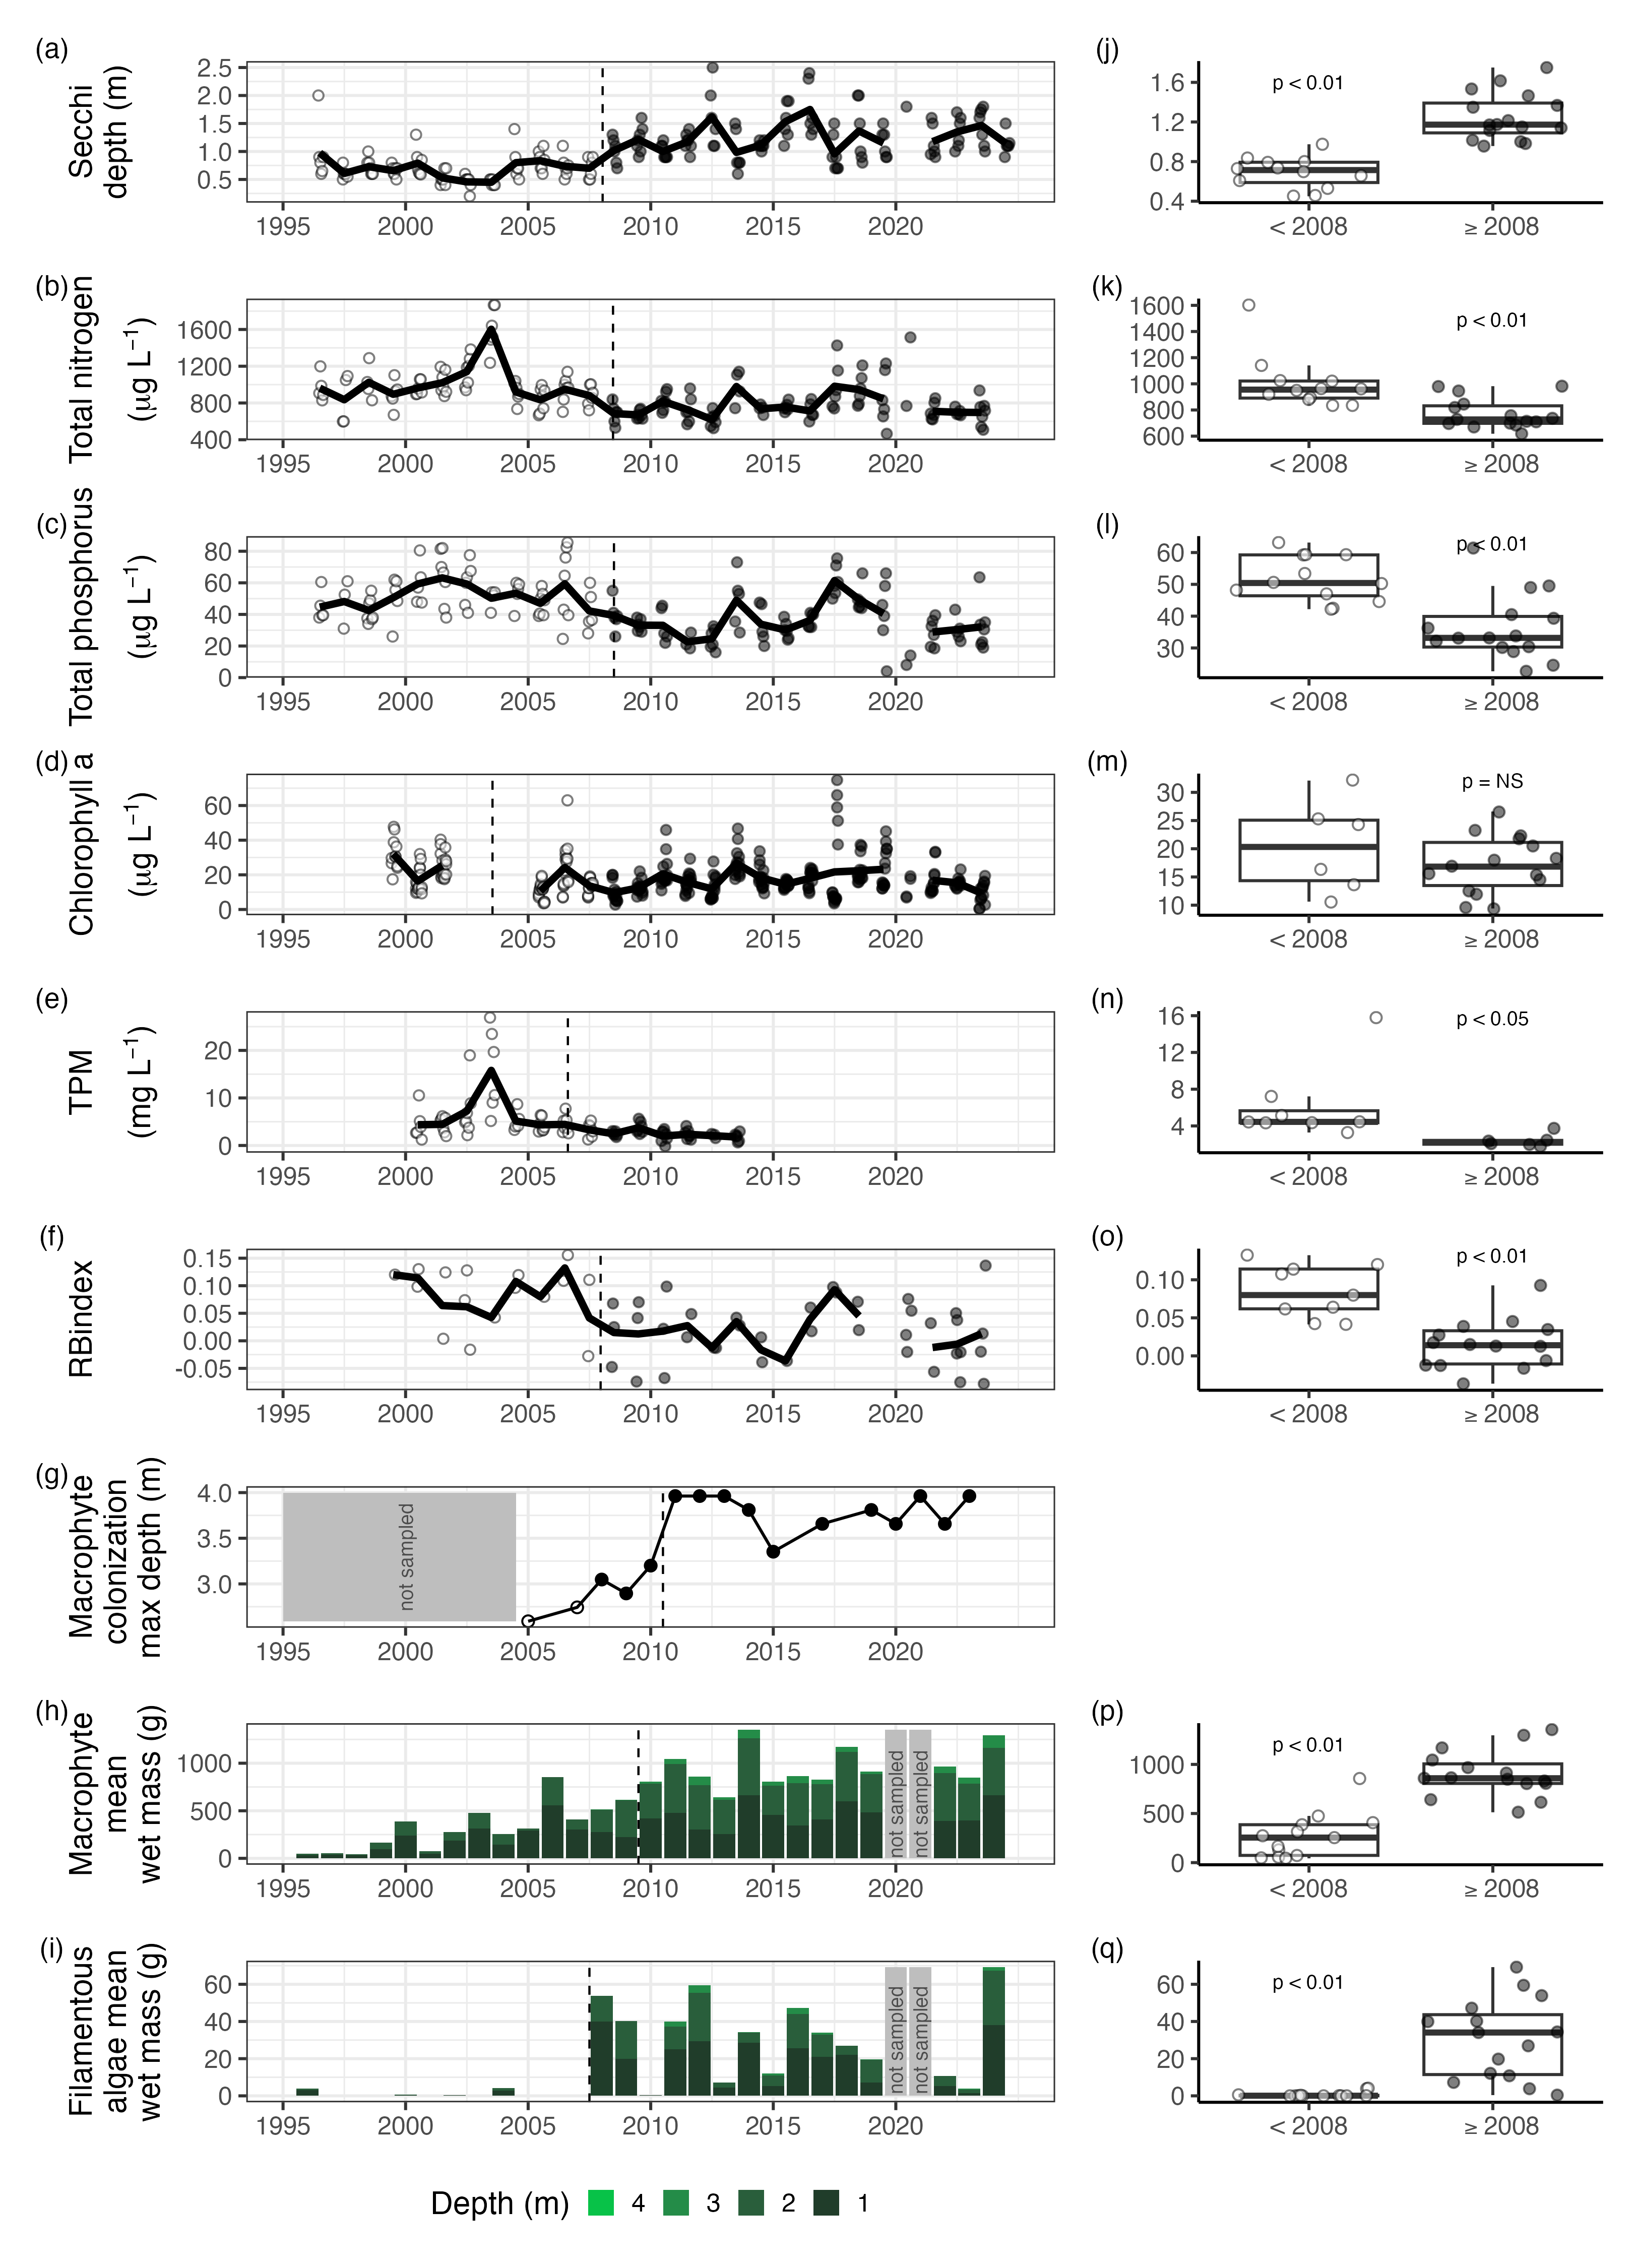 (a)
Secchi
depth (m)
2.5
2.0
1.5
1.0
0.5
1995 2000 2005 2010 2015 2020
(j)
p < 0.01
1.6
1.2
0.8
0.4
< 2008 ≥ 2008
(b)
Total nitrogen
(μg L⁻¹)
1600
1200
800
400
1995 2000 2005 2010 2015 2020
(k)
p < 0.01
1600
1400
1200
1000
800
600
< 2008 ≥ 2008
(c)
Total phosphorus
(μg L⁻¹)
80
60
40
20
0
1995 2000 2005 2010 2015 2020
(l)
p < 0.01
60
50
40
30
< 2008 ≥ 2008
(d)
Chlorophyll a
(μg L⁻¹)
60
40
20
0
1995 2000 2005 2010 2015 2020
(m)
p = NS
30
25
20
15
10
< 2008 ≥ 2008
(e)
TPM
(mg L⁻¹)
20
10
0
1995 2000 2005 2010 2015 2020
(n)
p < 0.05
16
12
8
4
< 2008 ≥ 2008
(f)
RBindex
0.15
0.10
0.05
0.00
-0.05
1995 2000 2005 2010 2015 2020
(o)
p < 0.01
0.10
0.05
0.00
< 2008 ≥ 2008
(g)
Macrophyte
colonization
max depth (m)
4.0
3.5
3.0
not sampled
1995 2000 2005 2010 2015 2020
(h)
Macrophyte
mean
wet mass (g)
1000
500
0
not sampled
not sampled
1995 2000 2005 2010 2015 2020
(p)
p < 0.01
1000
500
0
< 2008 ≥ 2008
(i)
Filamentous
algae mean
wet mass (g)
60
40
20
0
not sampled
not sampled
1995 2000 2005 2010 2015 2020
(q)
p < 0.01
60
40
20
0
< 2008 ≥ 2008
Depth (m) 4 3 2 1